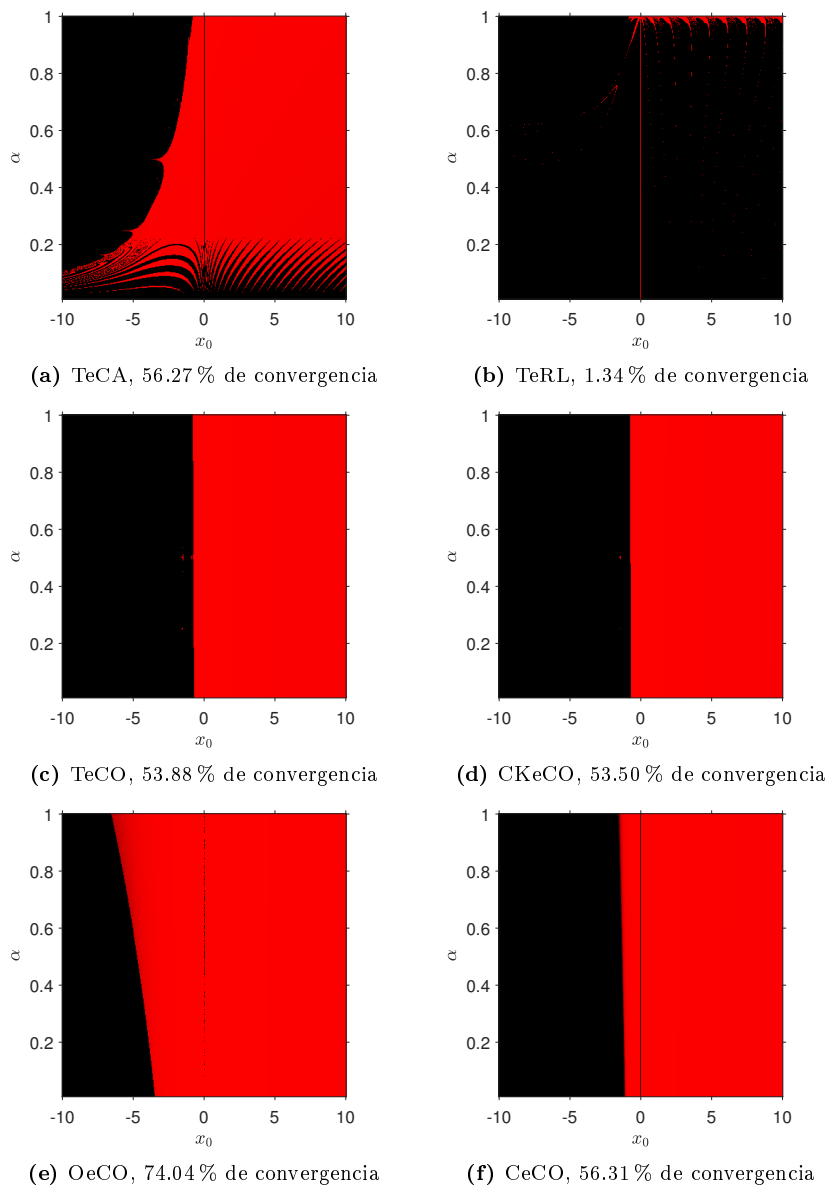 1
0.8
0.6
0.4
0.2
α
-10 -5 0 5 10
x₀
(a) TeCA, 56.27 % de convergencia
1
0.8
0.6
0.4
0.2
α
-10 -5 0 5 10
x₀
(b) TeRL, 1.34 % de convergencia
1
0.8
0.6
0.4
0.2
α
-10 -5 0 5 10
x₀
(c) TeCO, 53.88 % de convergencia
1
0.8
0.6
0.4
0.2
α
-10 -5 0 5 10
x₀
(d) CKeCO, 53.50 % de convergencia
1
0.8
0.6
0.4
0.2
α
-10 -5 0 5 10
x₀
(e) OeCO, 74.04 % de convergencia
1
0.8
0.6
0.4
0.2
α
-10 -5 0 5 10
x₀
(f) CeCO, 56.31 % de convergencia